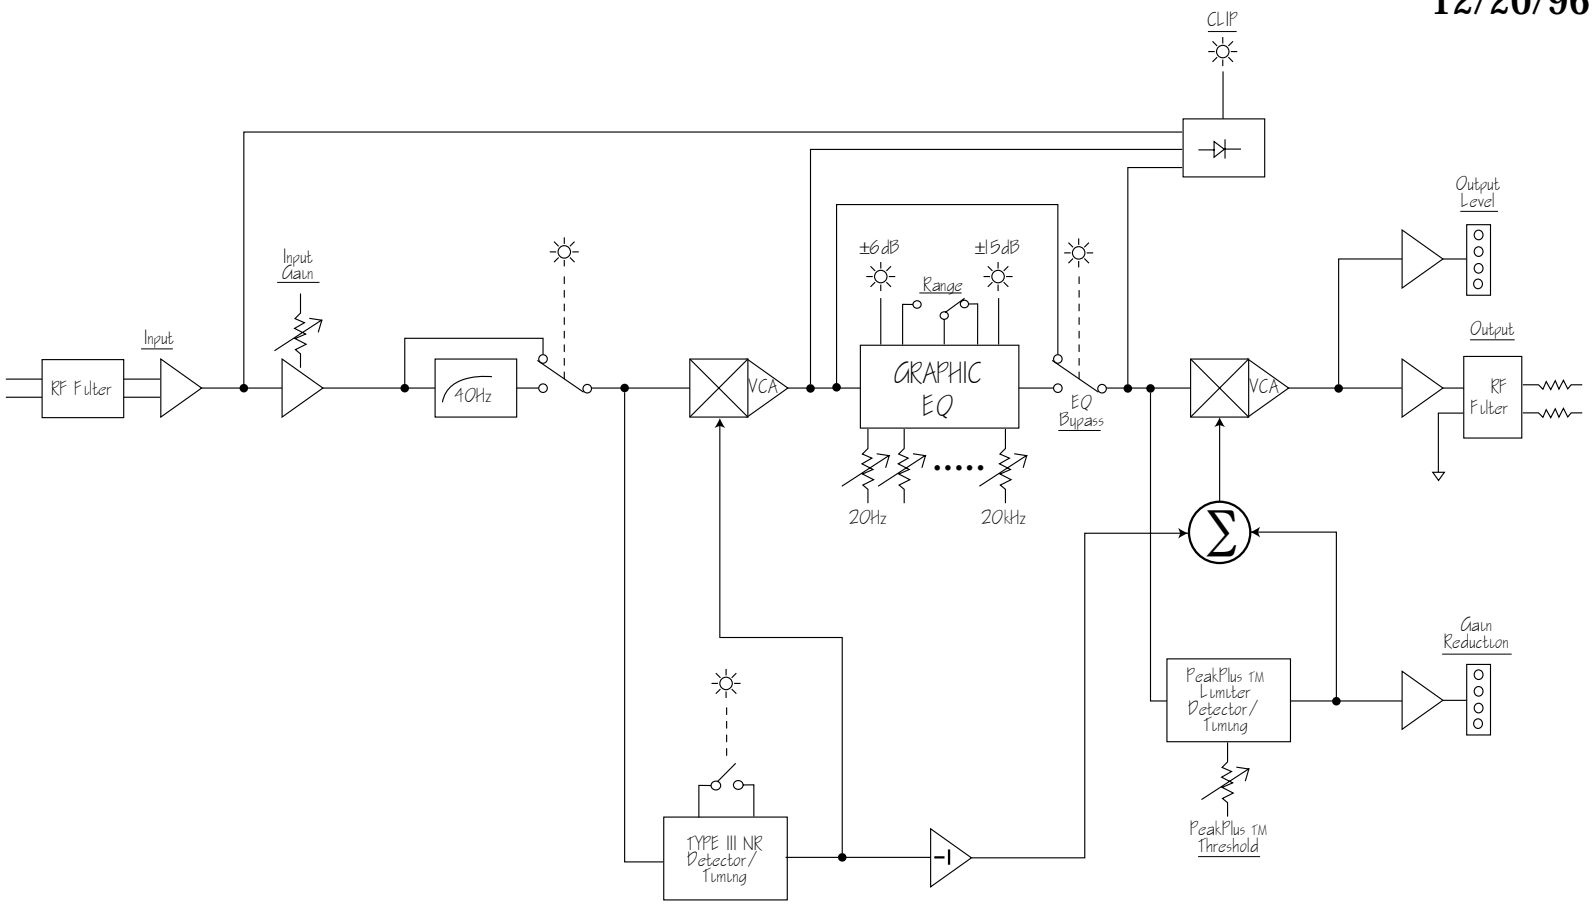 12/20/96
CLIP
Output
Level
±6dB
±15dB
Input
Gain
Range
Input
Output
RF Filter
40Hz
VCA
GRAPHIC
EQ
EQ
Bypass
VCA
RF
Filter
20Hz
20kHz
Σ
Gain
Reduction
PeakPlus TM
Limiter
Detector/
Timing
PeakPlus TM
Threshold
TYPE III NR
Detector/
Timing
-1